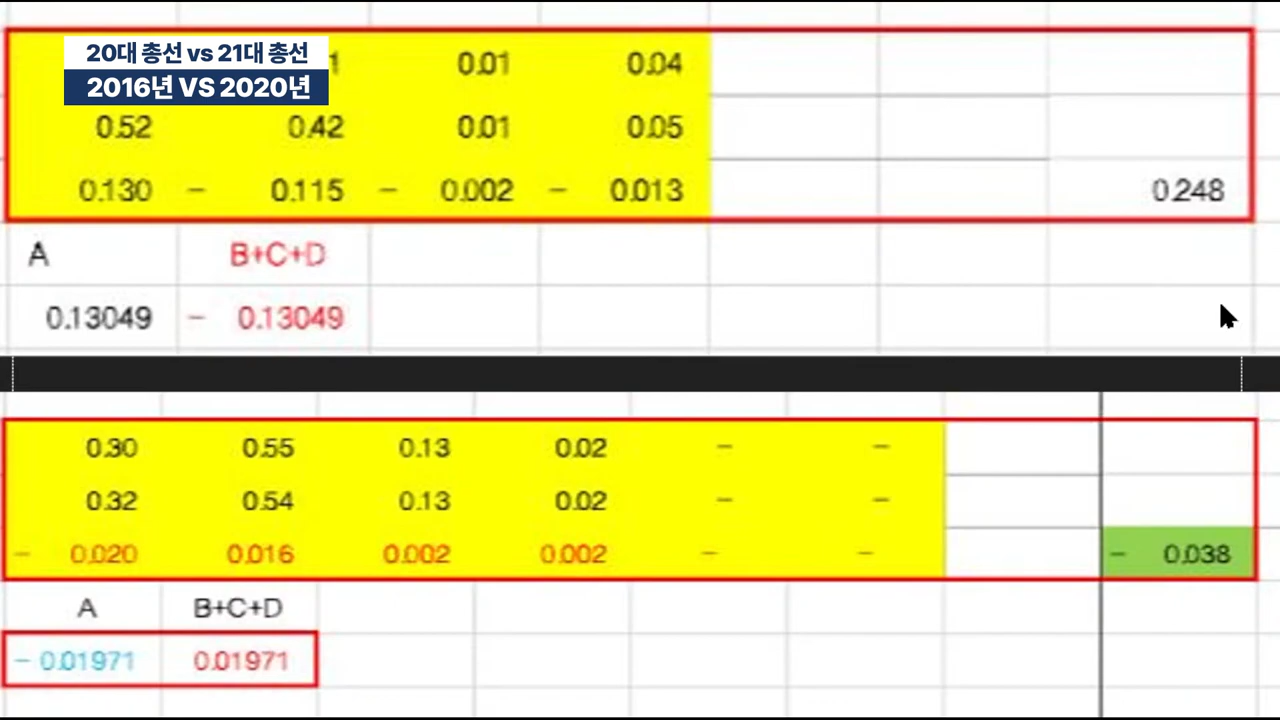 20대 총선 vs 21대 총선
2016년 VS 2020년
1 0.01 0.04
0.52 0.42 0.01 0.05
0.130 - 0.115 - 0.002 - 0.013 0.248
A B+C+D
0.13049 - 0.13049
0.30 0.55 0.13 0.02 - -
0.32 0.54 0.13 0.02 - -
- 0.020 0.016 0.002 0.002 - - - 0.038
A B+C+D
- 0.01971 0.01971